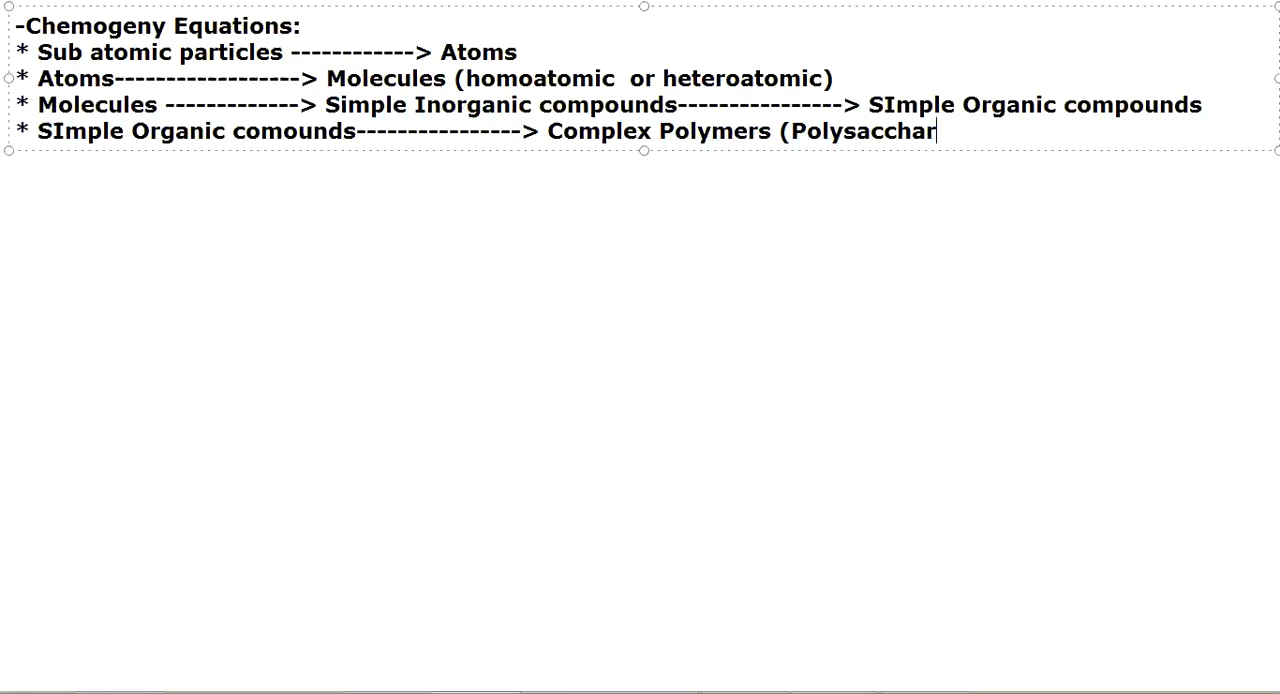 -Chemogeny Equations:
* Sub atomic particles ------------> Atoms
* Atoms------------------> Molecules (homoatomic  or heteroatomic)
* Molecules -------------> Simple Inorganic compounds----------------> SImple Organic compounds
* SImple Organic comounds----------------> Complex Polymers (Polysacchar